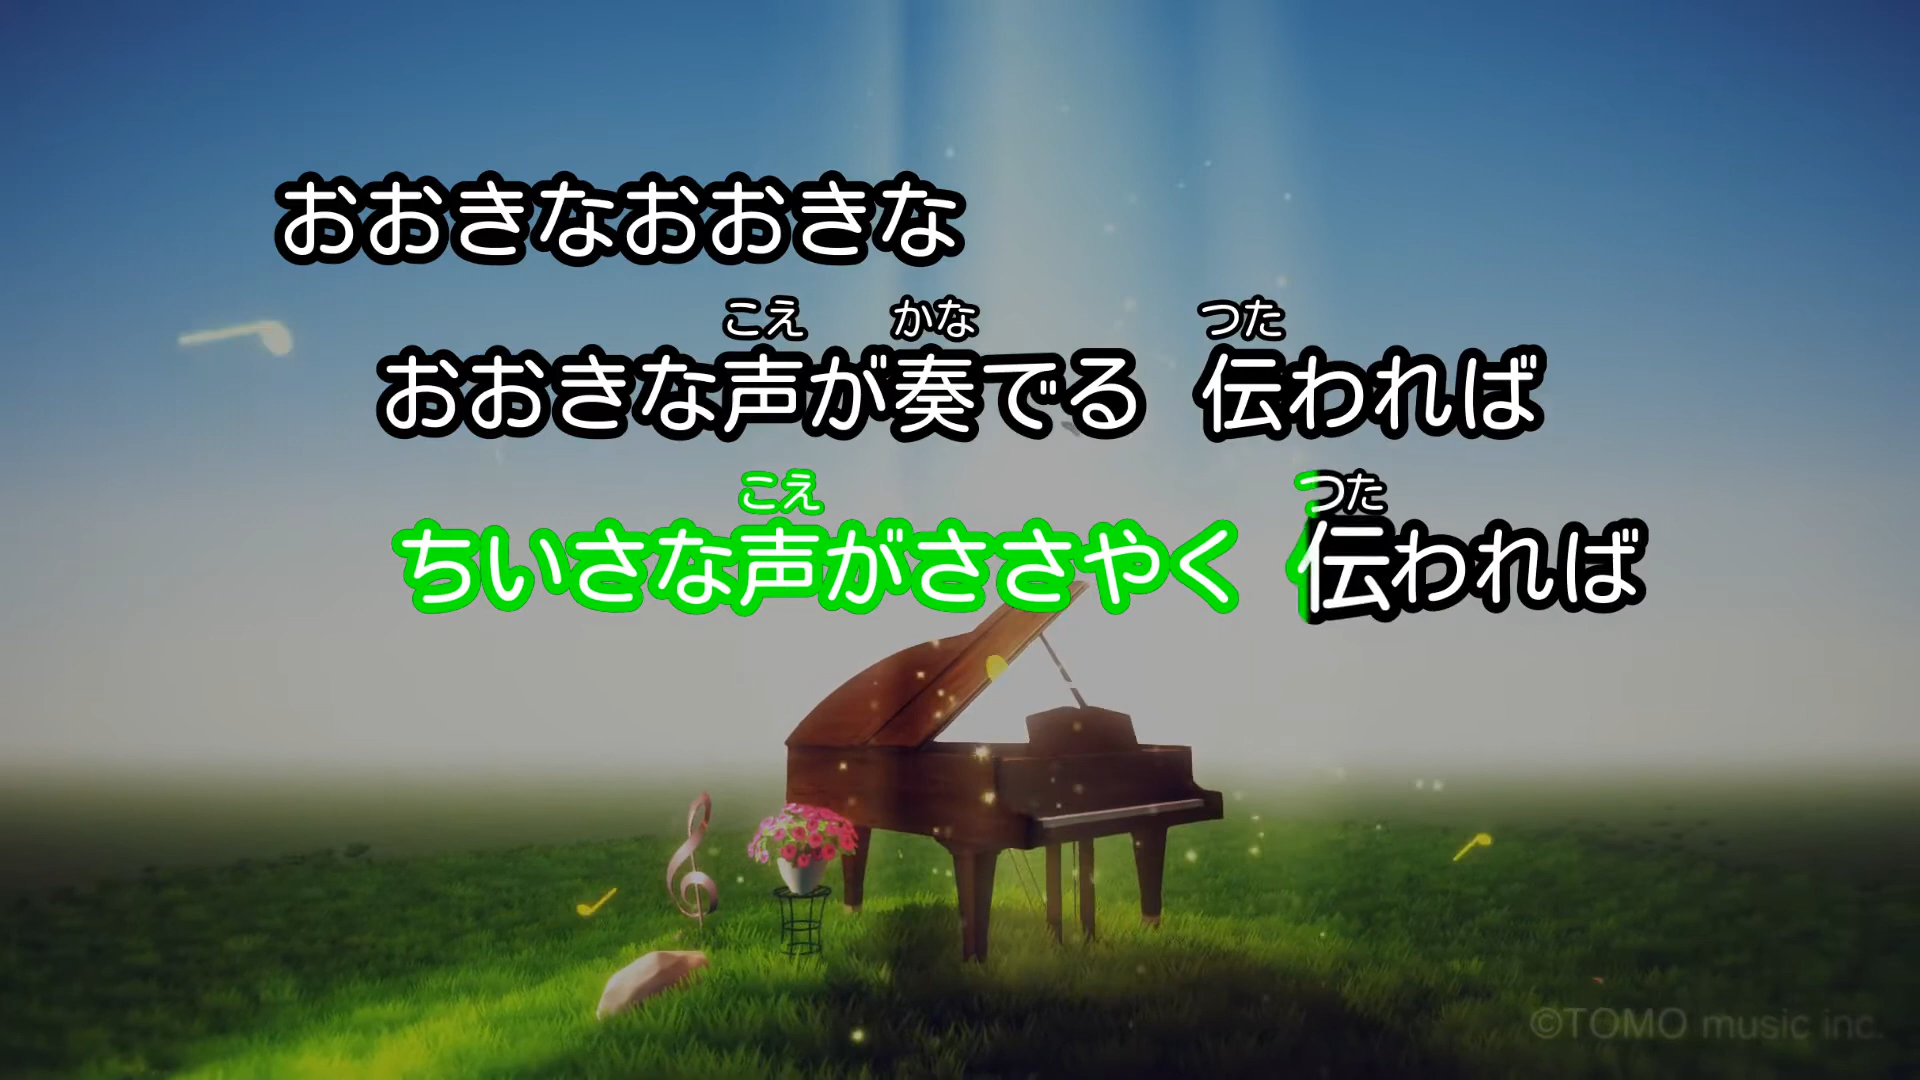 おおきなおおきな
こえ かな つた
おおきな声が奏でる 伝われば
こえ つた
ちいさな声がささやく 伝われば
©TOMO music inc.